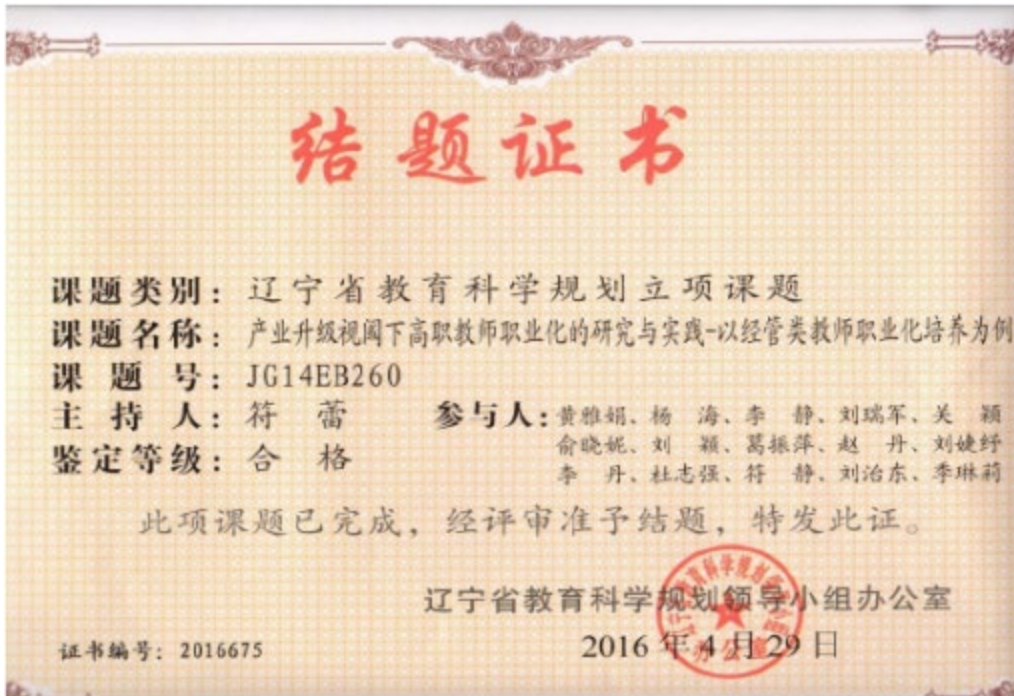 结题证书
课题类别：辽宁省教育科学规划立项课题
课题名称：产业升级视阈下高职教师职业化的研究与实践-以经管类教师职业化培养为例
课题号：JG14EB260
主持人：符蕾 参与人：黄雅娟、杨海、李静、刘瑞军、关颖
俞晓妮、刘颖、葛振萍、赵丹、刘婕纾
鉴定等级：合格 李丹、杜志强、符静、刘治东、季琳莉
此项课题已完成，经评审准予结题，特发此证。
辽宁省教育科学规划领导小组办公室
2016年4月29日
证书编号：2016675